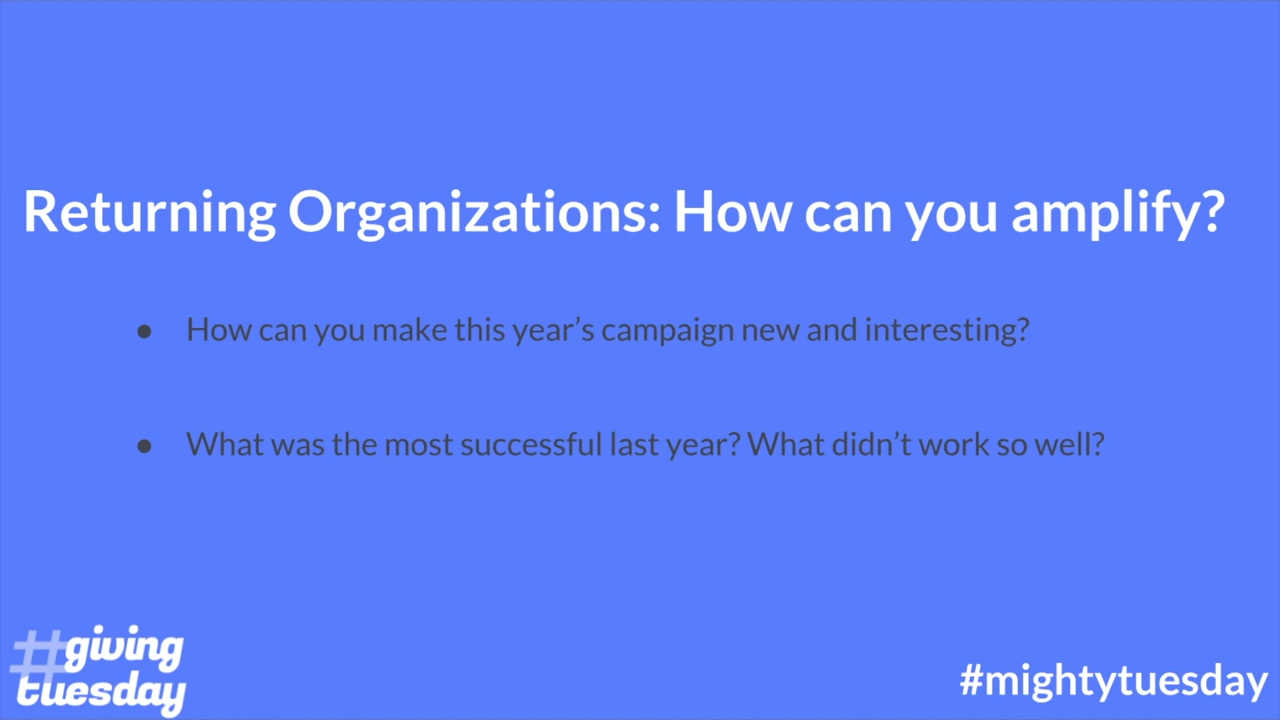 Returning Organizations: How can you amplify?
● How can you make this year’s campaign new and interesting?
● What was the most successful last year? What didn’t work so well?
#giving
tuesday
#mightytuesday